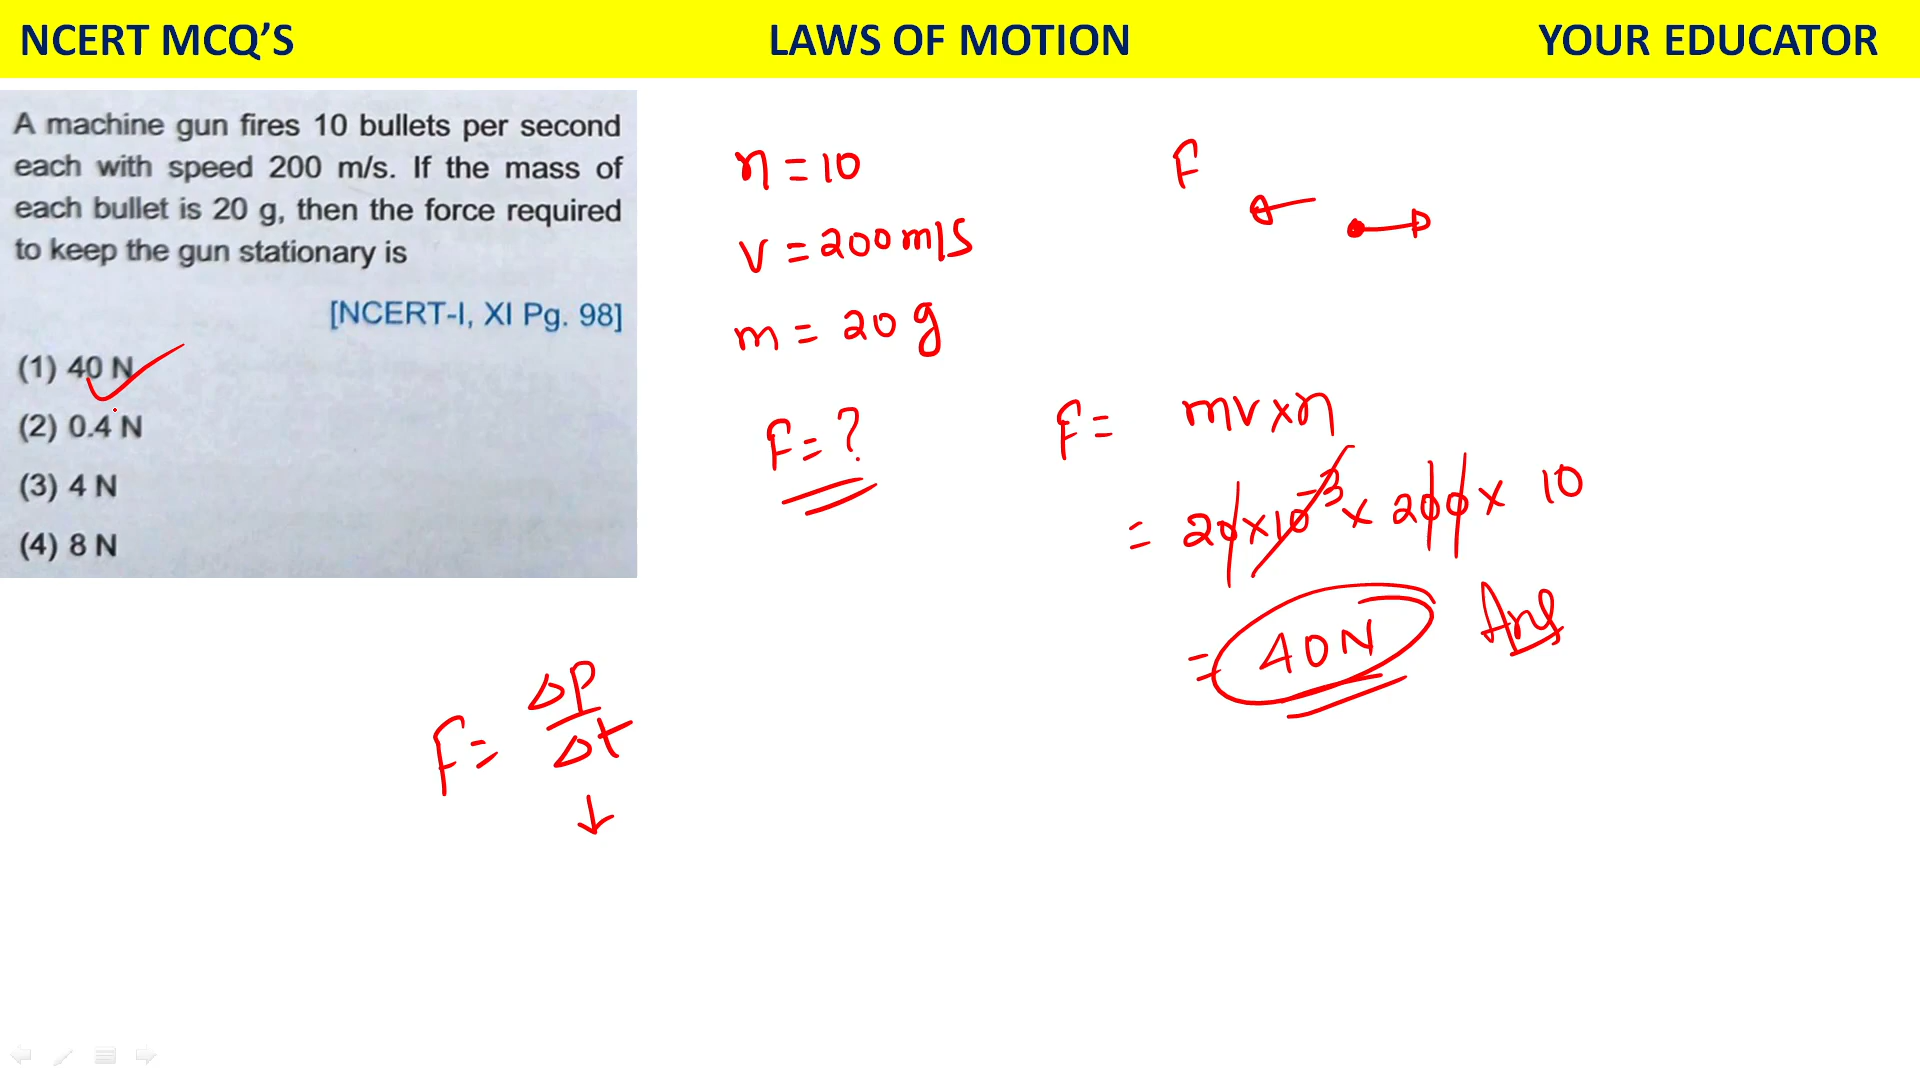 NCERT MCQ’S LAWS OF MOTION YOUR EDUCATOR
A machine gun fires 10 bullets per second
each with speed 200 m/s. If the mass of
each bullet is 20 g, then the force required
to keep the gun stationary is
[NCERT-I, XI Pg. 98]
(1) 40 N
(2) 0.4 N
(3) 4 N
(4) 8 N
n = 10
v = 200 m/s
m = 20 g
F = ?
F
F = mv x n
= 20 x 10⁻³ x 200 x 10
= 40 N Ans
F = Δp/Δt